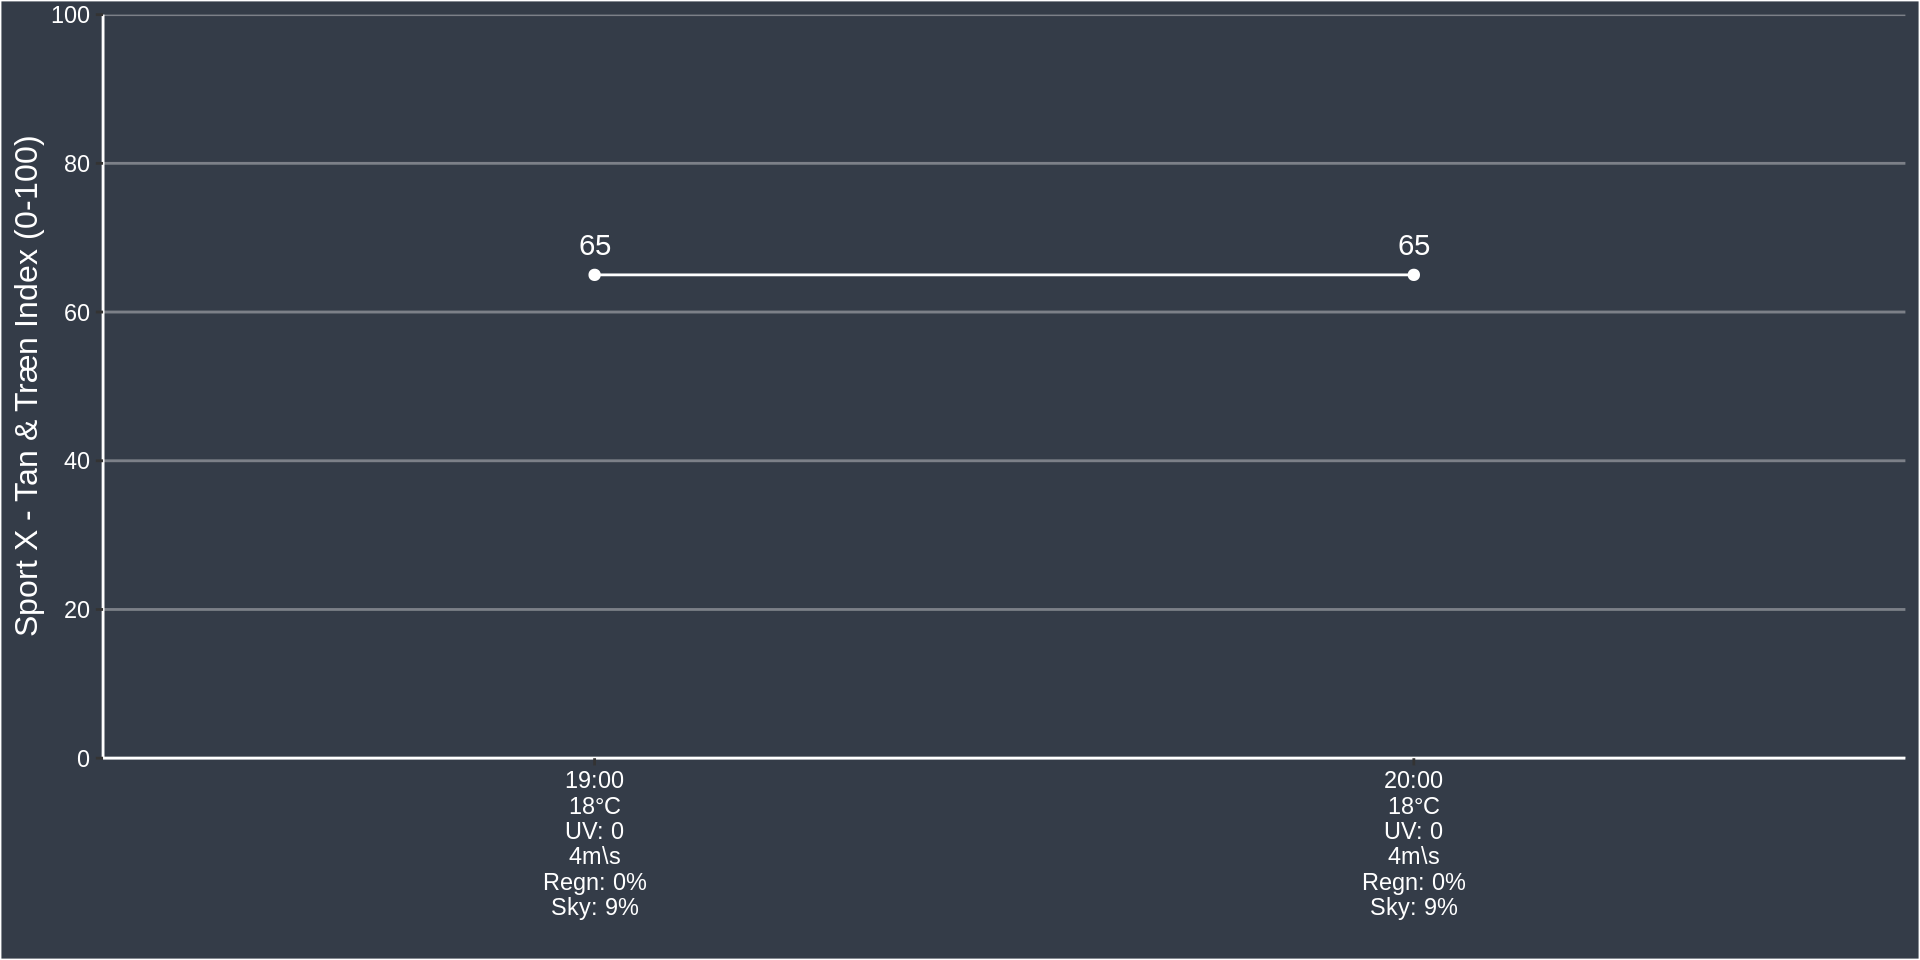 Sport X - Tan & Træn Index (0-100)
100
80
60
40
20
0
65
65
19:00
18°C
UV: 0
4m\s
Regn: 0%
Sky: 9%
20:00
18°C
UV: 0
4m\s
Regn: 0%
Sky: 9%